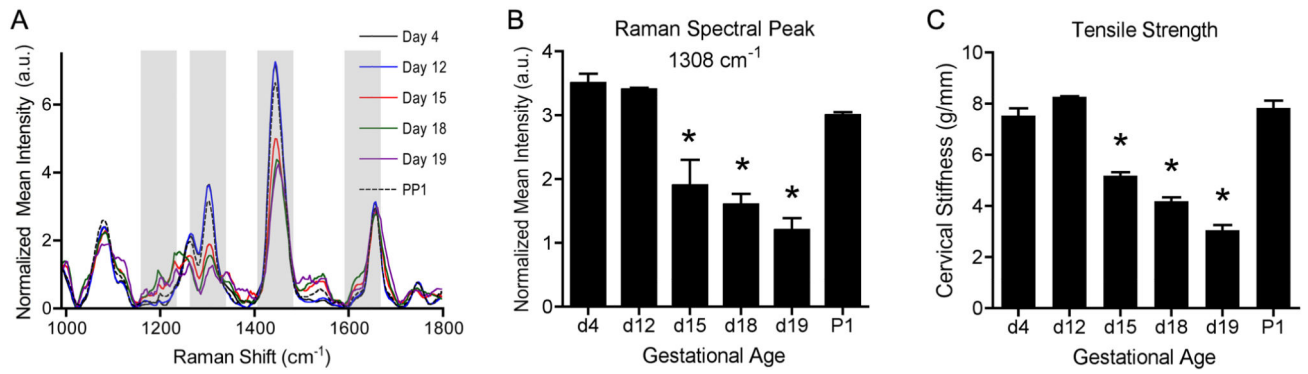 A
Normalized Mean Intensity (a.u.)
6
4
2
0
1000 1200 1400 1600 1800
Raman Shift (cm-1)
Day 4
Day 12
Day 15
Day 18
Day 19
PP1
B
Raman Spectral Peak
1308 cm-1
Normalized Mean Intensity (a.u.)
4
3
2
1
0
* * *
d4 d12 d15 d18 d19 P1
Gestational Age
C
Tensile Strength
Cervical Stiffness (g/mm)
10
8
6
4
2
0
* * *
d4 d12 d15 d18 d19 P1
Gestational Age